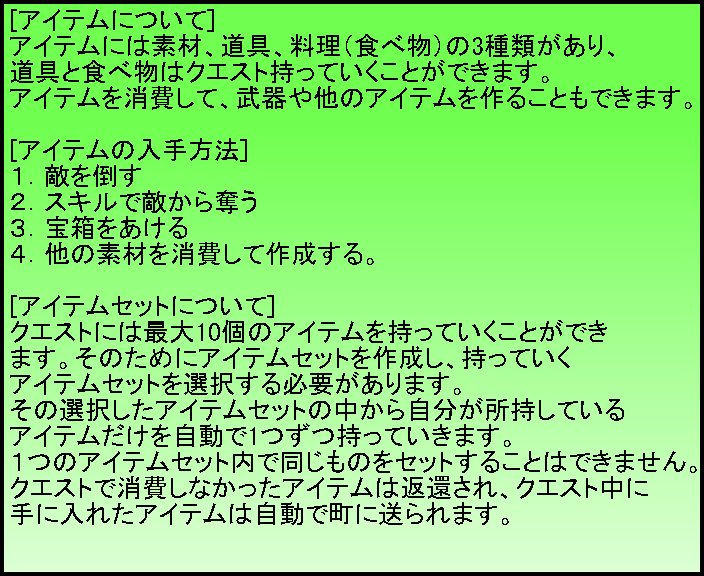 [アイテムについて]
アイテムには素材、道具、料理（食べ物）の3種類があり、
道具と食べ物はクエスト持っていくことができます。
アイテムを消費して、武器や他のアイテムを作ることもできます。
[アイテムの入手方法]
１．敵を倒す
２．スキルで敵から奪う
３．宝箱をあける
４．他の素材を消費して作成する。
[アイテムセットについて]
クエストには最大10個のアイテムを持っていくことができ
ます。そのためにアイテムセットを作成し、持っていく
アイテムセットを選択する必要があります。
その選択したアイテムセットの中から自分が所持している
アイテムだけを自動で1つずつ持っていきます。
１つのアイテムセット内で同じものをセットすることはできません。
クエストで消費しなかったアイテムは返還され、クエスト中に
手に入れたアイテムは自動で町に送られます。